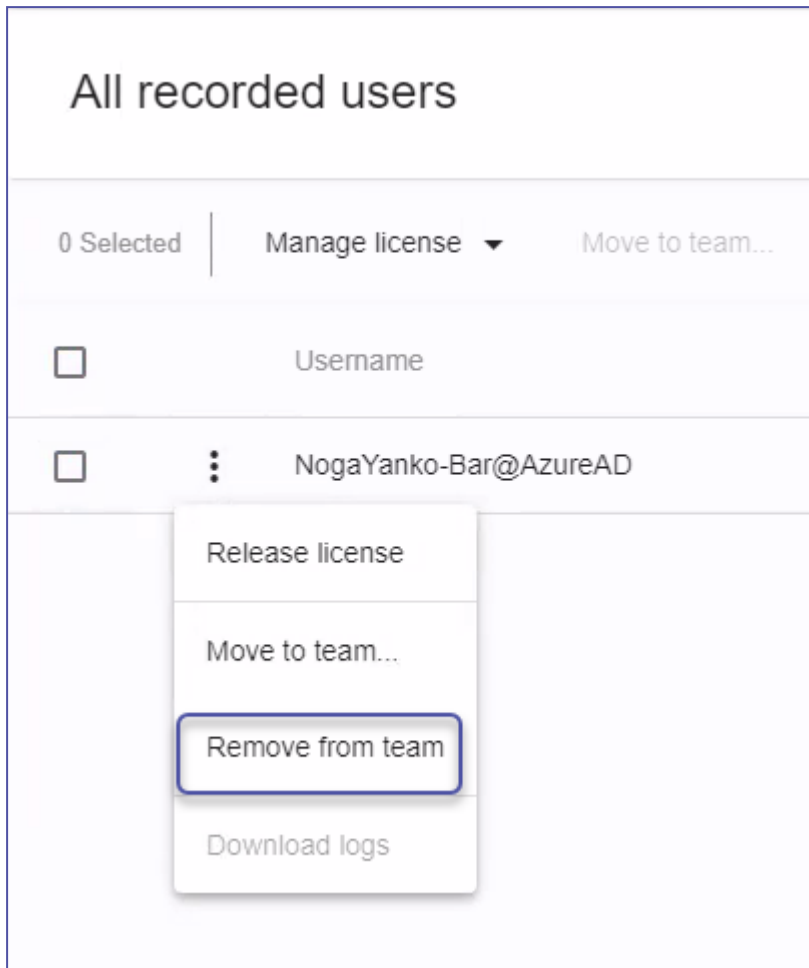 All recorded users
0 Selected Manage license Move to team...
Username
NogaYanko-Bar@AzureAD
Release license
Move to team...
Remove from team
Download logs